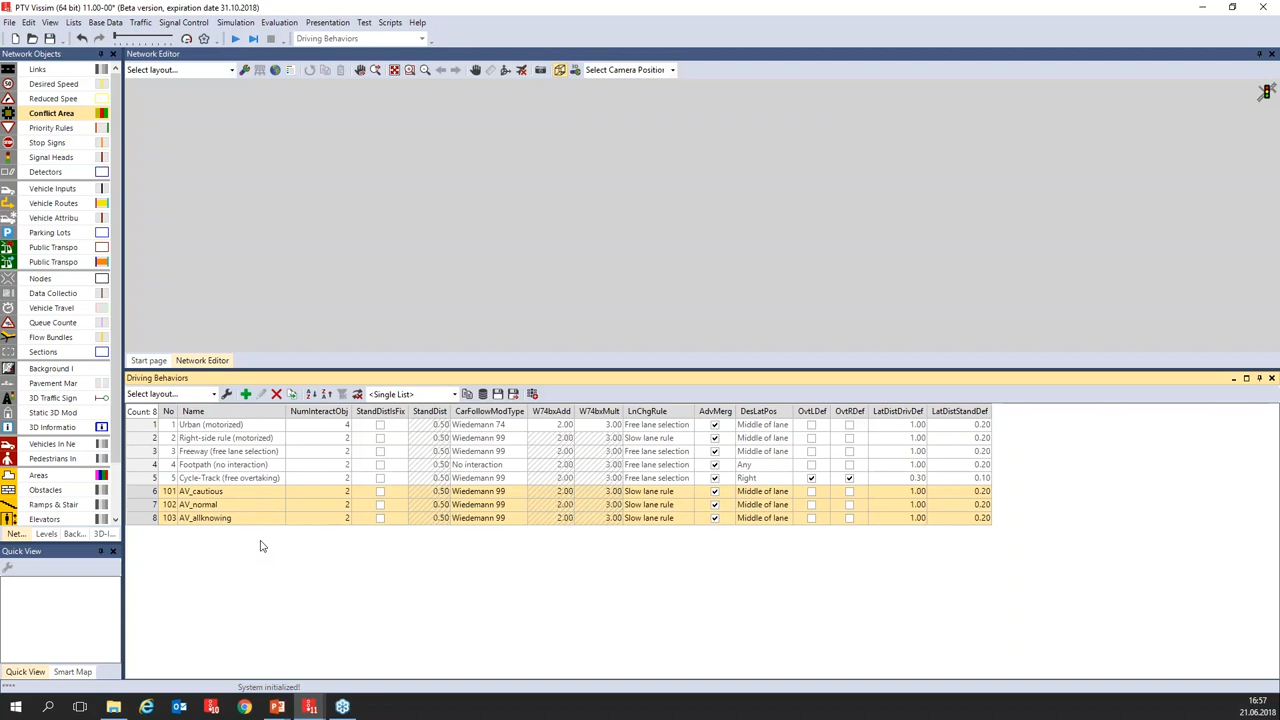 PTV Vissim (64 bit) 11.00-00* (Beta version, expiration date 31.10.2018)
File Edit View Lists Base Data Traffic Signal Control Simulation Evaluation Presentation Test Scripts Help
Driving Behaviors
Network Objects
Network Editor
Select layout...
Select Camera Position
Links
Desired Speed
Reduced Spee
Conflict Area
Priority Rules
Stop Signs
Signal Heads
Detectors
Vehicle Inputs
Vehicle Routes
Vehicle Attribu
Parking Lots
Public Transpo
Public Transpo
Nodes
Data Collectio
Vehicle Travel
Queue Counte
Flow Bundles
Sections
Background I
Pavement Mar
3D Traffic Sign
Static 3D Mod
3D Informatio
Vehicles In Ne
Pedestrians In
Areas
Obstacles
Ramps & Stair
Elevators
Net... Levels Back... 3D-I...
Quick View
Quick View Smart Map
Start page Network Editor
Driving Behaviors
Select layout... <Single List>
Count: 8 No Name NumInteractObj StandDistIsFix StandDist CarFollowModType W74bxAdd W74bxMult LnChgRule AdvMerg DesLatPos OvtLDef OvtRDef LatDistDrivDef LatDistStandDef
1 1 Urban (motorized) 4 0.50 Wiedemann 74 2.00 3.00 Free lane selection Middle of lane 1.00 0.20
2 2 Right-side rule (motorized) 2 0.50 Wiedemann 99 2.00 3.00 Slow lane rule Middle of lane 1.00 0.20
3 3 Freeway (free lane selection) 2 0.50 Wiedemann 99 2.00 3.00 Free lane selection Middle of lane 1.00 0.20
4 4 Footpath (no interaction) 2 0.50 No interaction 2.00 3.00 Free lane selection Any 1.00 0.20
5 5 Cycle-Track (free overtaking) 2 0.50 Wiedemann 99 2.00 3.00 Free lane selection Right 0.30 0.10
6 101 AV_cautious 2 0.50 Wiedemann 99 2.00 3.00 Slow lane rule Middle of lane 1.00 0.20
7 102 AV_normal 2 0.50 Wiedemann 99 2.00 3.00 Slow lane rule Middle of lane 1.00 0.20
8 103 AV_allknowing 2 0.50 Wiedemann 99 2.00 3.00 Slow lane rule Middle of lane 1.00 0.20
**** System initialized!
16:57
21.06.2018